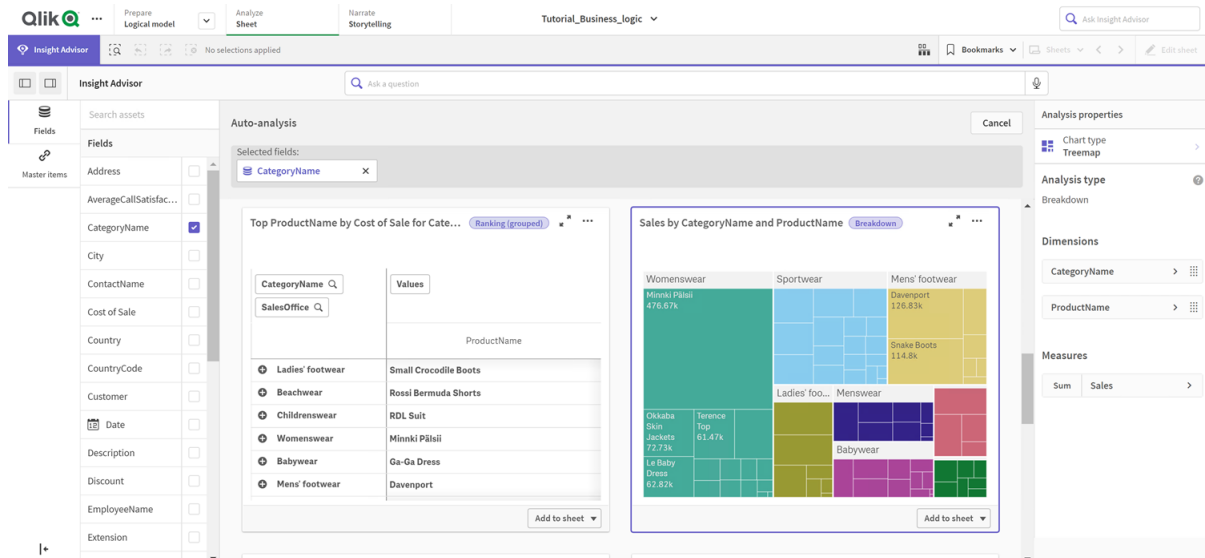 Qlik
Prepare
Logical model
Analyze
Sheet
Narrate
Storytelling
Tutorial_Business_logic
Ask Insight Advisor
Insight Advisor
No selections applied
Bookmarks
Sheets
Edit sheet
Insight Advisor
Ask a question
Fields
Master items
Search assets
Fields
Address
AverageCallSatisfac...
CategoryName
City
ContactName
Cost of Sale
Country
CountryCode
Customer
Date
Description
Discount
EmployeeName
Extension
Auto-analysis
Cancel
Selected fields:
CategoryName
Top ProductName by Cost of Sale for Cate...
Ranking (grouped)
CategoryName
Values
SalesOffice
ProductName
Ladies' footwear Small Crocodile Boots
Beachwear Rossi Bermuda Shorts
Childrenswear RDL Suit
Womenswear Minnki Pälsii
Babywear Ga-Ga Dress
Mens' footwear Davenport
Add to sheet
Sales by CategoryName and ProductName
Breakdown
Womenswear
Sportwear
Mens' footwear
Minnki Pälsii
476.67k
Davenport
126.83k
Snake Boots
114.8k
Ladies' foo...
Menswear
Okkaba
Skin
Jackets
72.73k
Terence
Top
61.47k
Babywear
Le Baby
Dress
62.82k
Add to sheet
Analysis properties
Chart type
Treemap
Analysis type
Breakdown
Dimensions
CategoryName
ProductName
Measures
Sum Sales